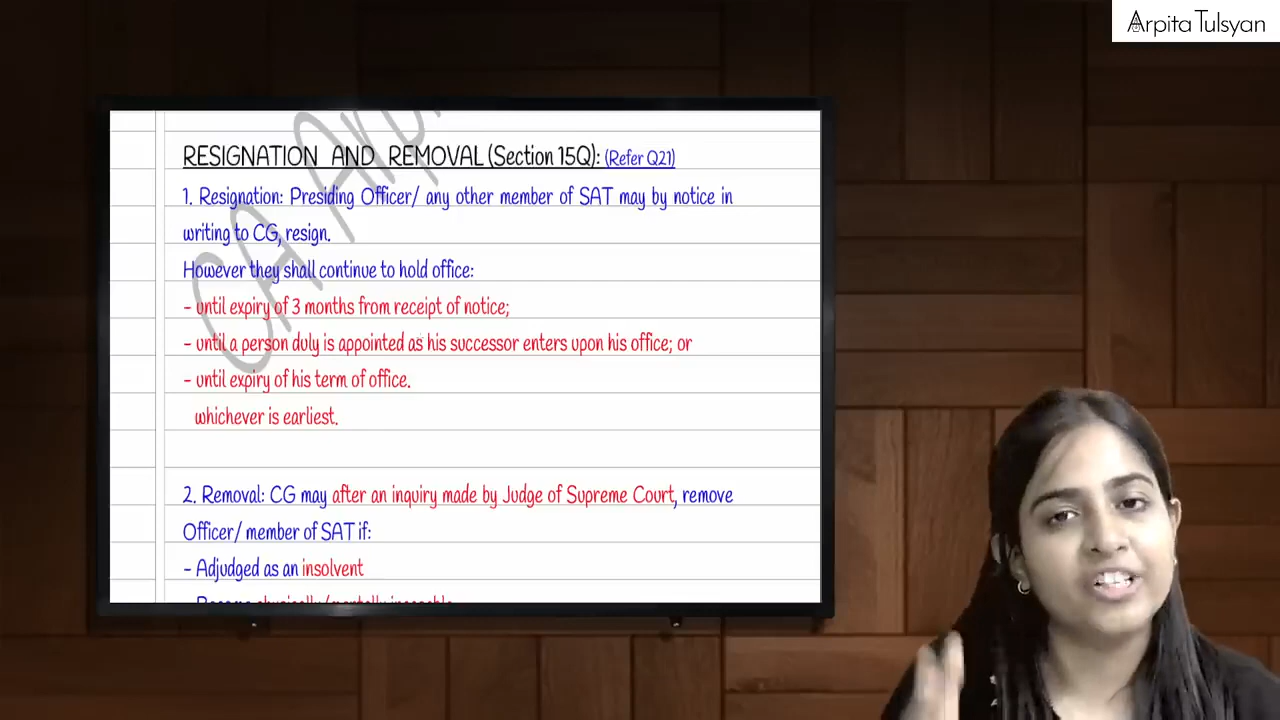 Arpita Tulsyan
RESIGNATION AND REMOVAL (Section 15Q): (Refer Q21)
1. Resignation: Presiding Officer/ any other member of SAT may by notice in
writing to CG, resign.
However they shall continue to hold office:
- until expiry of 3 months from receipt of notice;
- until a person duly is appointed as his successor enters upon his office; or
- until expiry of his term of office.
whichever is earliest.
2. Removal: CG may after an inquiry made by Judge of Supreme Court, remove
Officer/ member of SAT if:
- Adjudged as an insolvent
CA